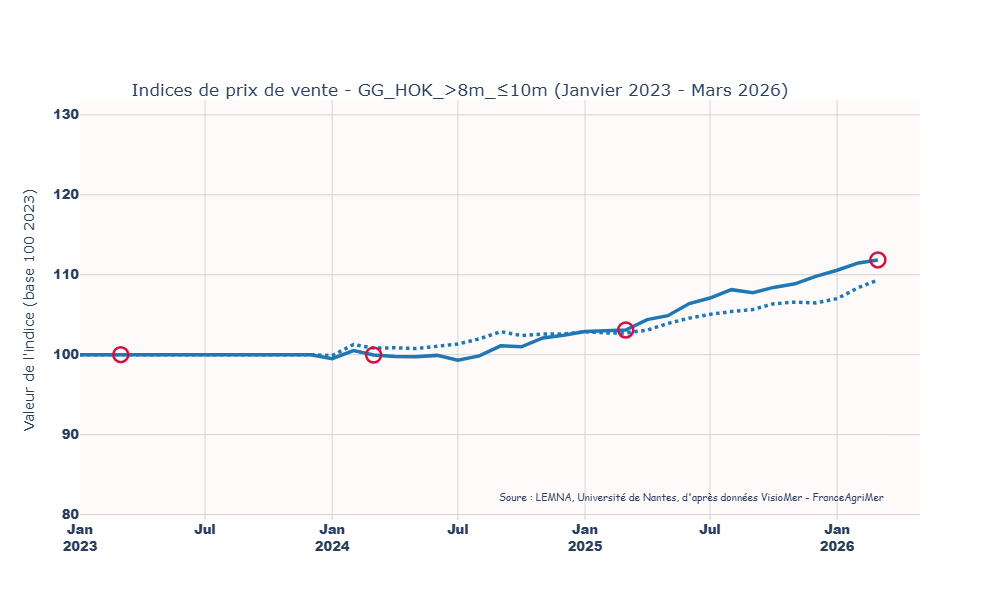 Indices de prix de vente - GG_HOK_>8m_≤10m (Janvier 2023 - Mars 2026)
Valeur de l'indice (base 100 2023)
130
120
110
100
90
80
Soure : LEMNA, Université de Nantes, d'après données VisioMer - FranceAgriMer
Jan Jul Jan Jul Jan Jul Jan
2023 2024 2025 2026